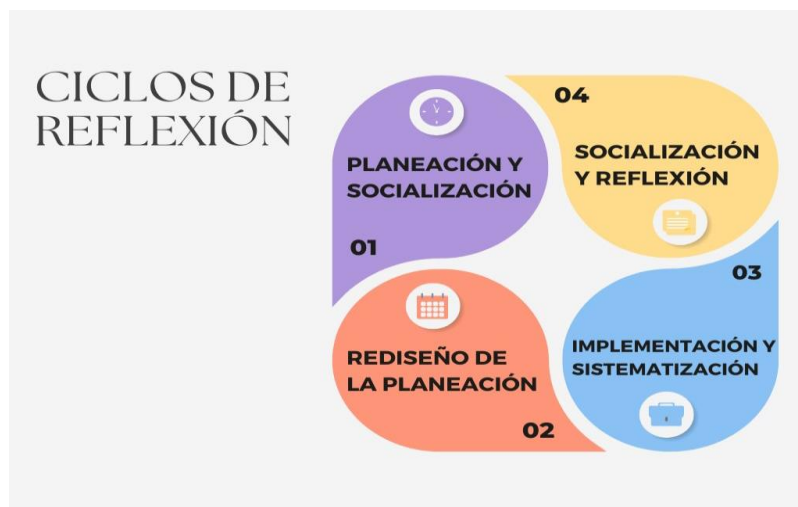 CICLOS DE
REFLEXIÓN
PLANEACIÓN Y
SOCIALIZACIÓN
01
REDISEÑO DE
LA PLANEACIÓN
02
03
IMPLEMENTACIÓN Y
SISTEMATIZACIÓN
04
SOCIALIZACIÓN
Y REFLEXIÓN